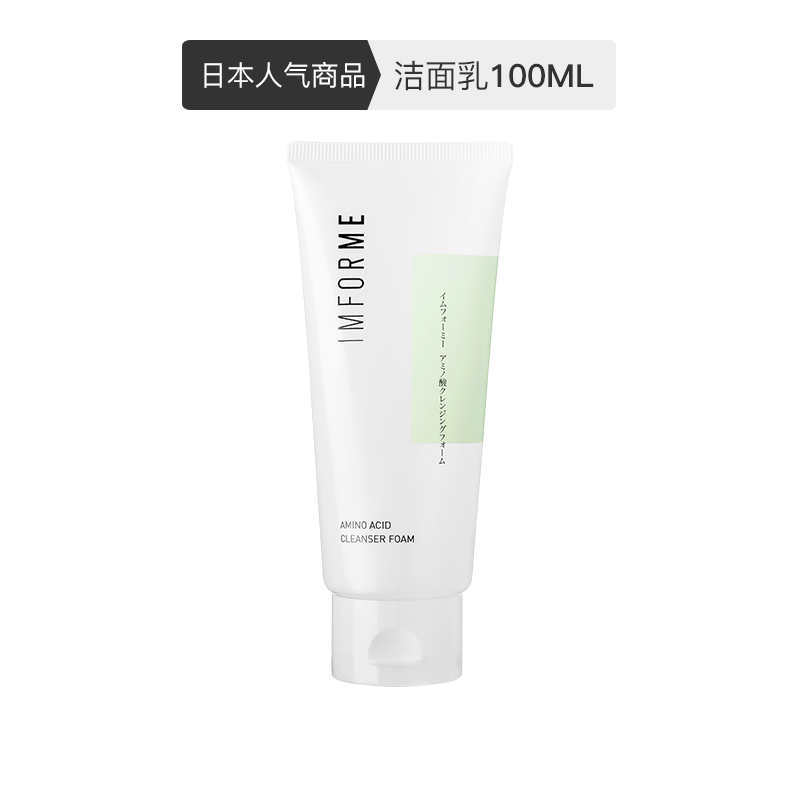 日本人气商品
洁面乳100ML
IMFORME
イムフォーミー アミノ酸クレンジングフォーム
AMINO ACID
CLEANSER FOAM